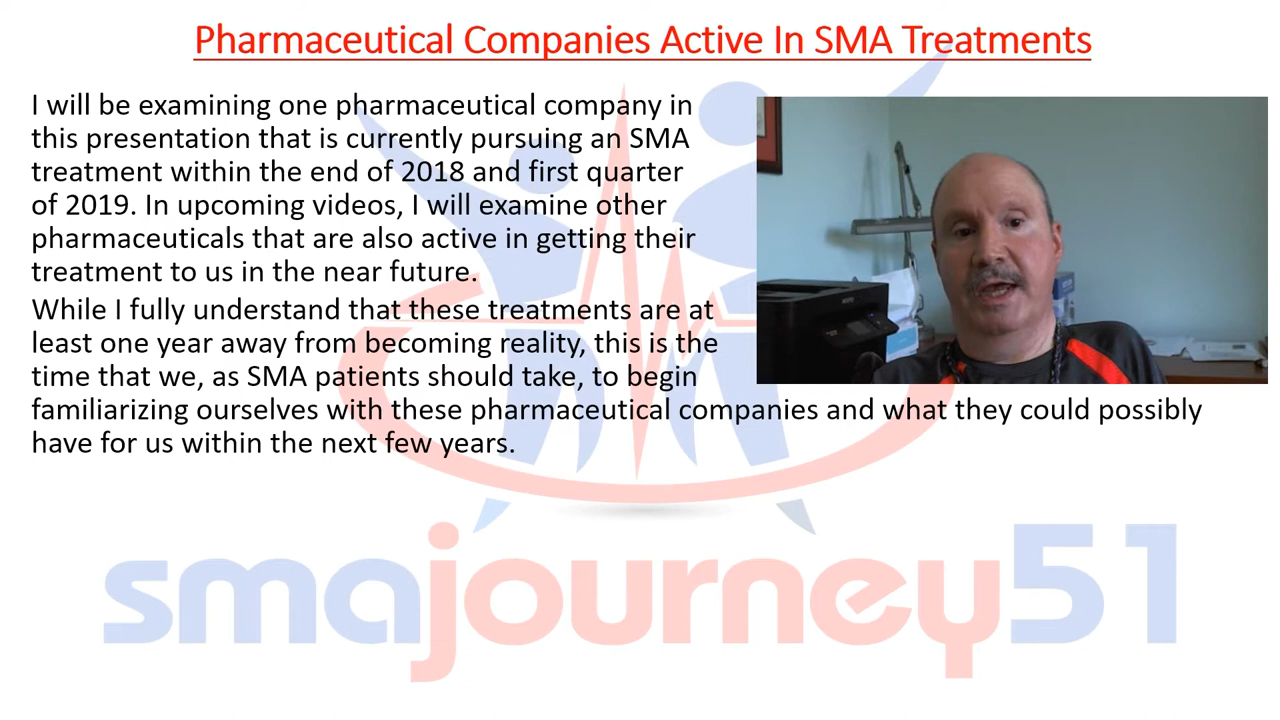 Pharmaceutical Companies Active In SMA Treatments
I will be examining one pharmaceutical company in
this presentation that is currently pursuing an SMA
treatment within the end of 2018 and first quarter
of 2019. In upcoming videos, I will examine other
pharmaceuticals that are also active in getting their
treatment to us in the near future.
While I fully understand that these treatments are at
least one year away from becoming reality, this is the
time that we, as SMA patients should take, to begin
familiarizing ourselves with these pharmaceutical companies and what they could possibly
have for us within the next few years.
smajourney51